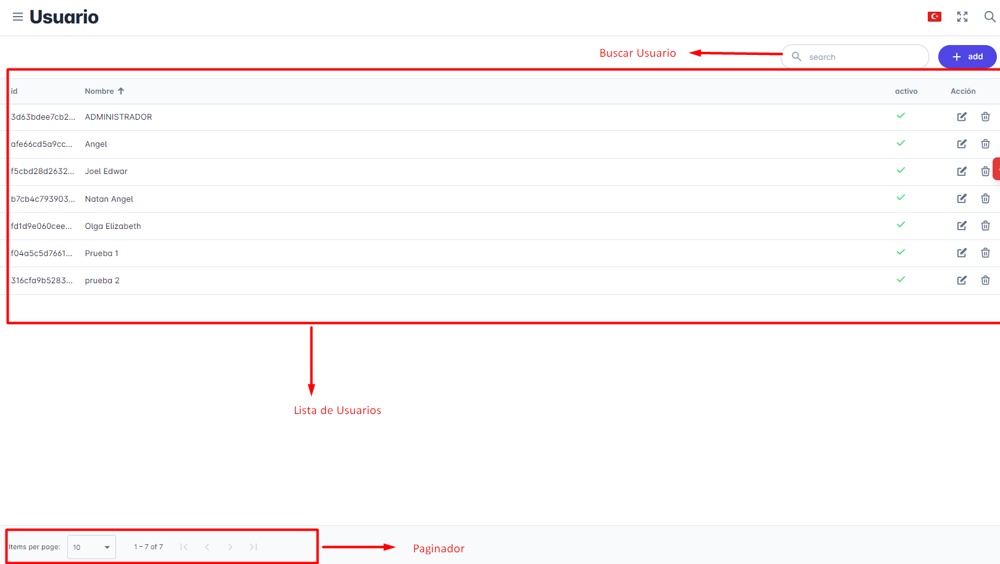 Usuario
Buscar Usuario
search
add
id Nombre activo Acción
3d63bdee7cb2... ADMINISTRADOR
afe66cd5a9cc... Angel
f5cbd28d2632... Joel Edwar
b7cb4c793903... Natan Angel
fd1d9e060cee... Olga Elizabeth
f04a5c5d7661... Prueba 1
316cfa9b5283... prueba 2
Lista de Usuarios
Items per page: 10 1 – 7 of 7
Paginador